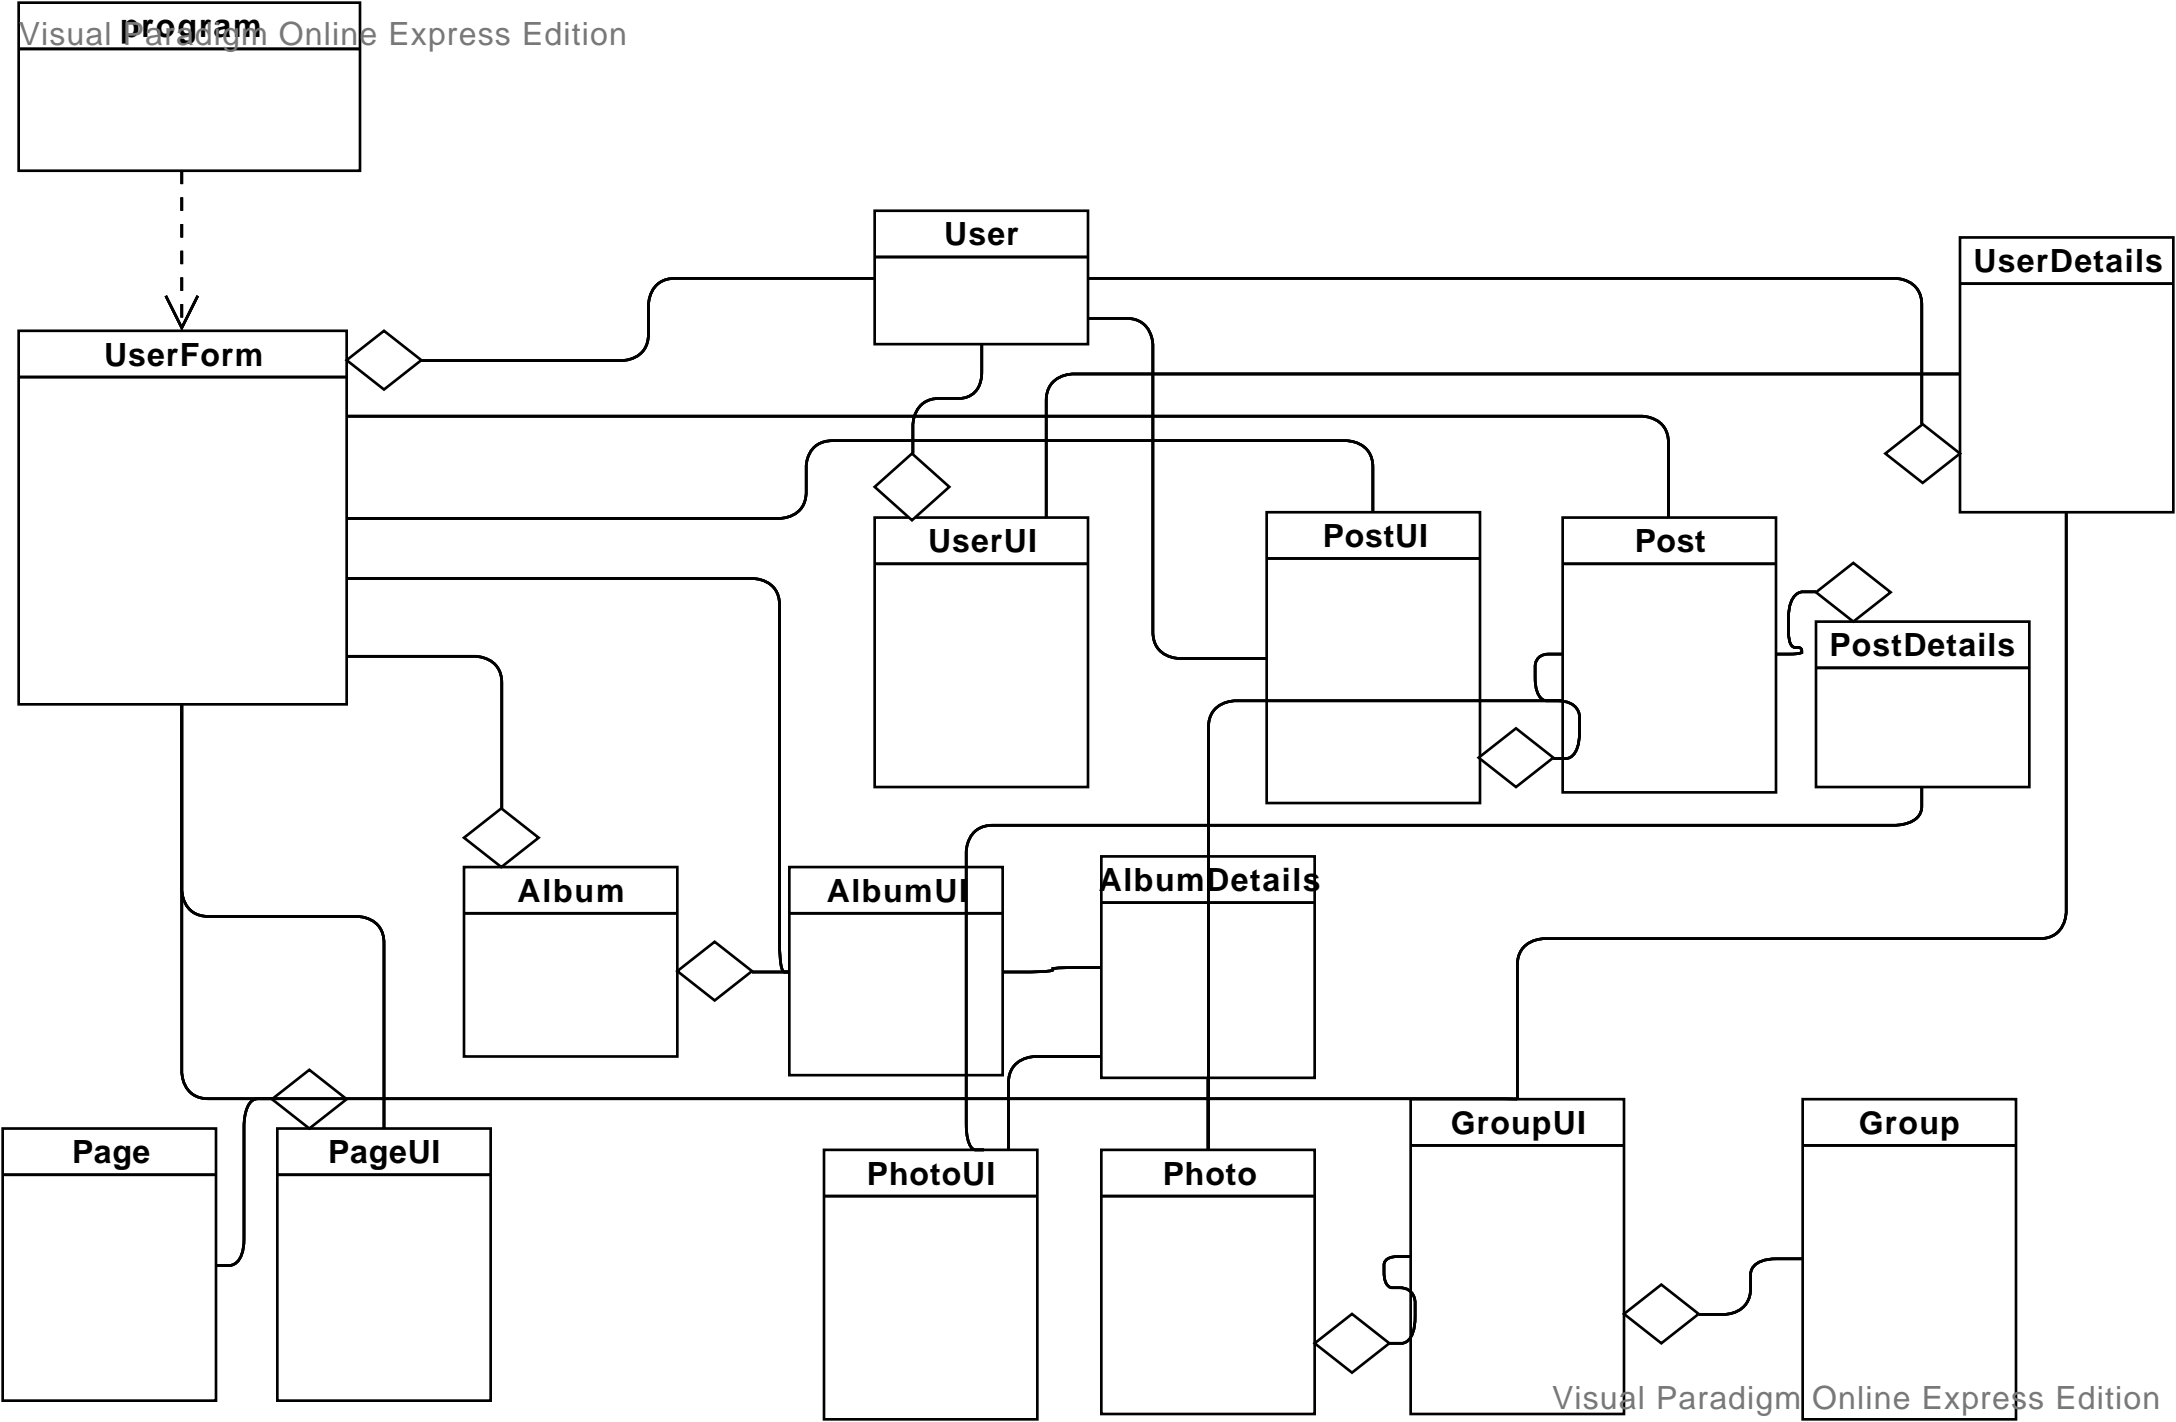 program
Visual Paradigm Online Express Edition
User
UserDetails
UserForm
UserUI
PostUI
Post
PostDetails
Album
AlbumUI
AlbumDetails
Page
PageUI
PhotoUI
Photo
GroupUI
Group
Visual Paradigm Online Express Edition